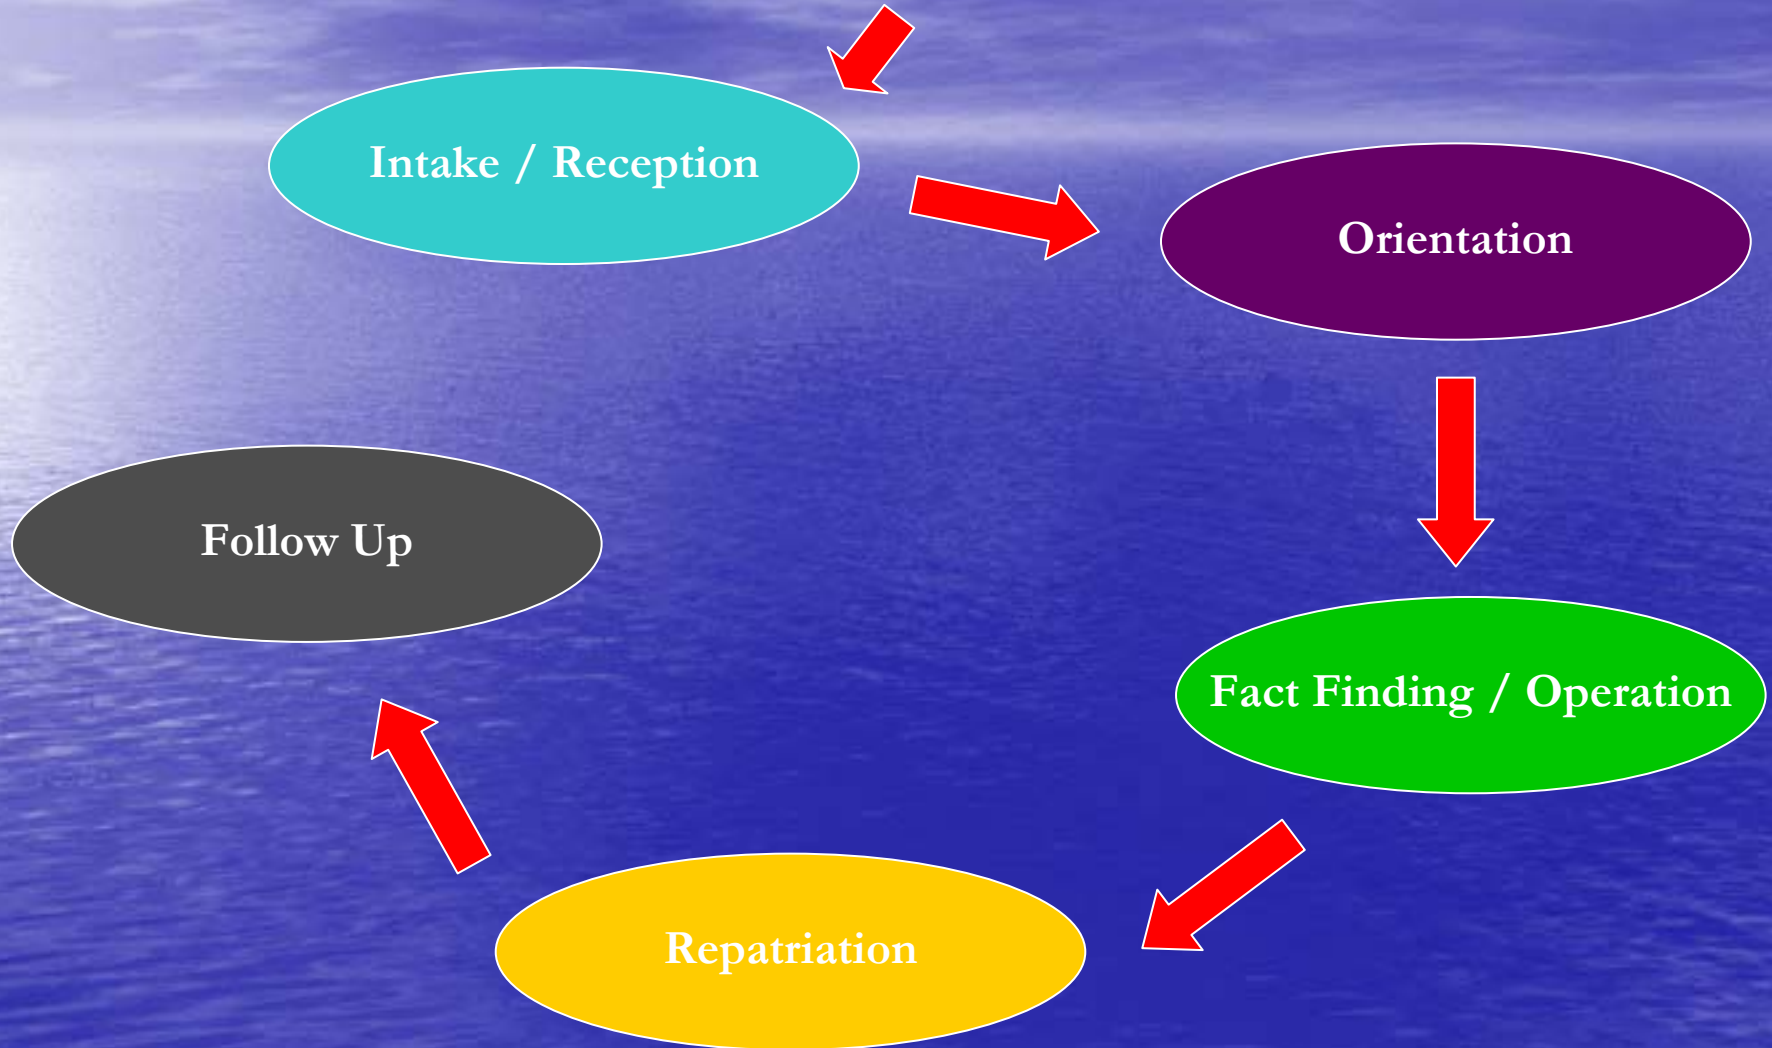 Intake / Reception
Orientation
Fact Finding / Operation
Repatriation
Follow Up